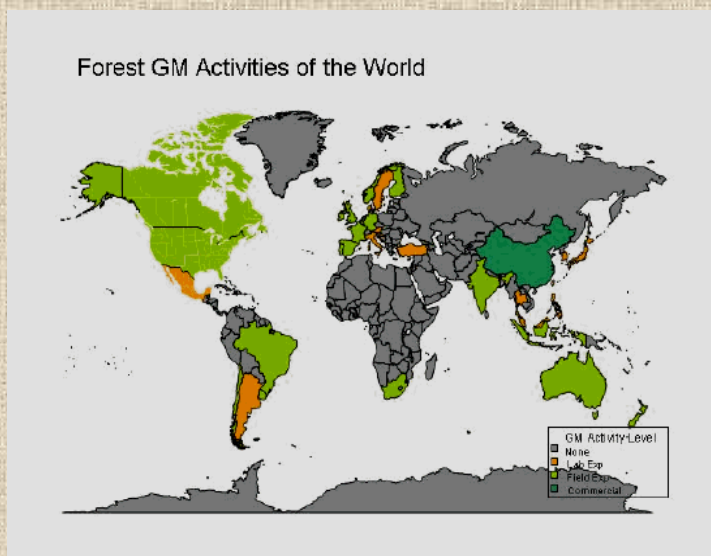 Forest GM Activities of the World
GM Activity-Level
None
Lab Exp
Field Exp
Commercial